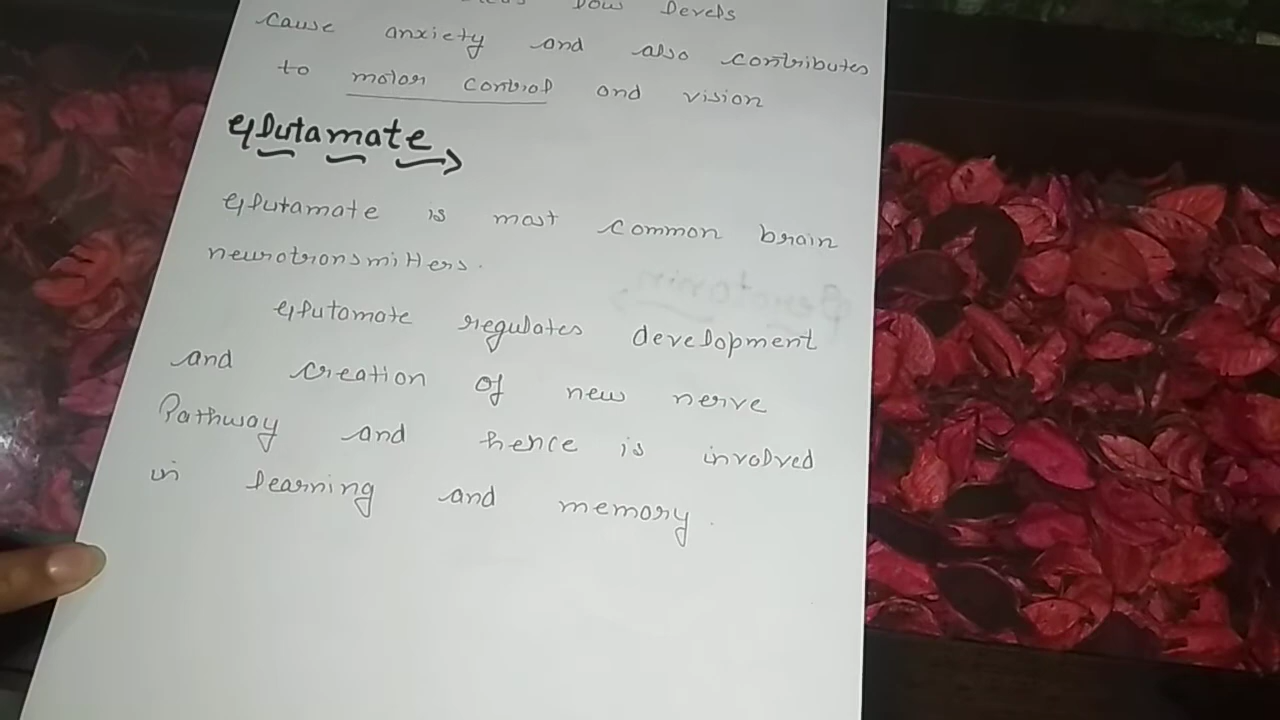 low levels
cause anxiety and also contributes
to motor control and vision
Glutamate
Glutamate is most common brain
neurotransmitters.
Glutamate regulates development
and creation of new nerve
Pathway and hence is involved
in learning and memory.